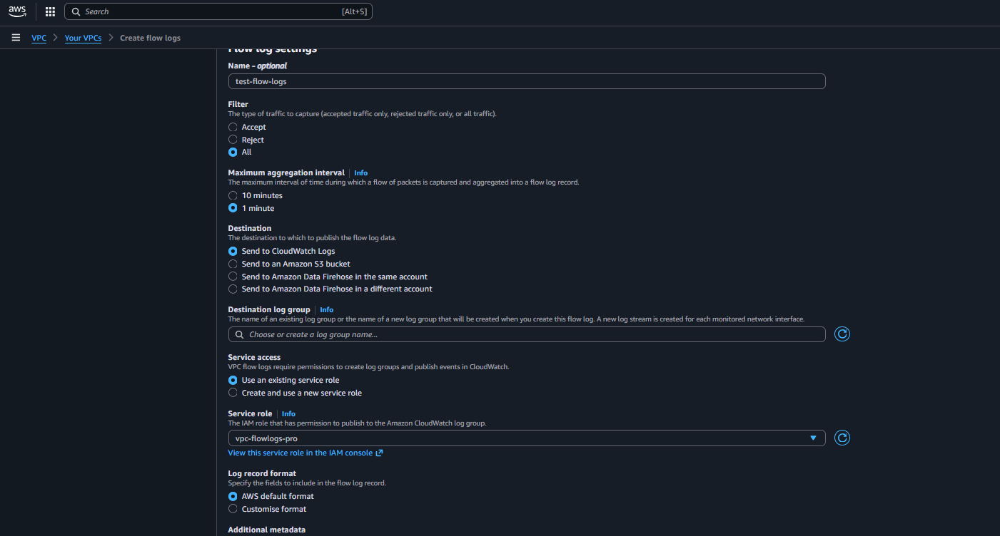 aws
Search [Alt+S]
VPC > Your VPCs > Create flow logs
Flow log settings
Name - optional
test-flow-logs
Filter
The type of traffic to capture (accepted traffic only, rejected traffic only, or all traffic).
Accept
Reject
All
Maximum aggregation interval | Info
The maximum interval of time during which a flow of packets is captured and aggregated into a flow log record.
10 minutes
1 minute
Destination
The destination to which to publish the flow log data.
Send to CloudWatch Logs
Send to an Amazon S3 bucket
Send to Amazon Data Firehose in the same account
Send to Amazon Data Firehose in a different account
Destination log group | Info
The name of an existing log group or the name of a new log group that will be created when you create this flow log. A new log stream is created for each monitored network interface.
Choose or create a log group name...
Service access
VPC flow logs require permissions to create log groups and publish events in CloudWatch.
Use an existing service role
Create and use a new service role
Service role | Info
The IAM role that has permission to publish to the Amazon CloudWatch log group.
vpc-flowlogs-pro
View this service role in the IAM console
Log record format
Specify the fields to include in the flow log record.
AWS default format
Customise format
Additional metadata